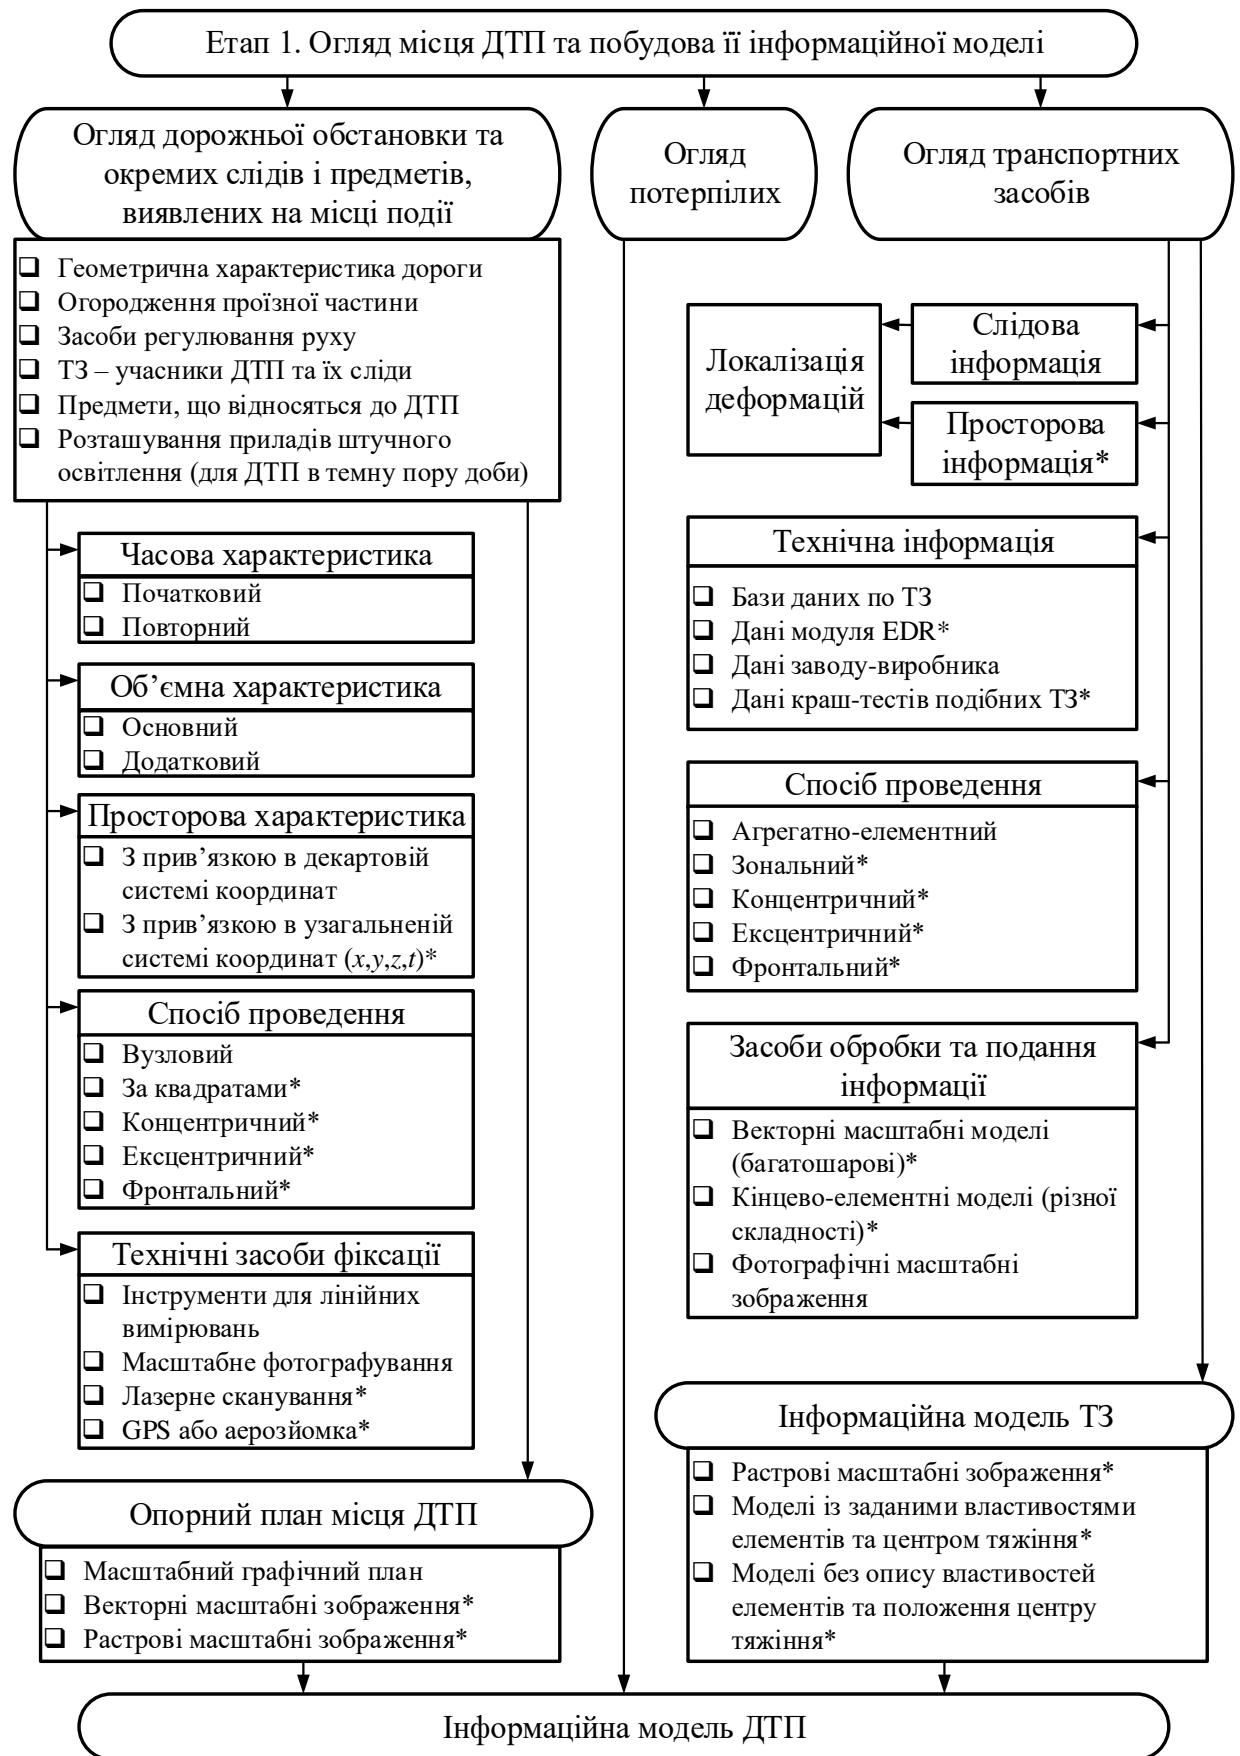 Етап 1. Огляд місця ДТП та побудова її інформаційної моделі
Огляд дорожньої обстановки та
окремих слідів і предметів,
виявлених на місці події
❑ Геометрична характеристика дороги
❑ Огородження проїзної частини
❑ Засоби регулювання руху
❑ ТЗ – учасники ДТП та їх сліди
❑ Предмети, що відносяться до ДТП
❑ Розташування приладів штучного
освітлення (для ДТП в темну пору доби)
Часова характеристика
❑ Початковий
❑ Повторний
Об’ємна характеристика
❑ Основний
❑ Додатковий
Просторова характеристика
❑ З прив’язкою в декартовій
системі координат
❑ З прив’язкою в узагальненій
системі координат (x,y,z,t)*
Спосіб проведення
❑ Вузловий
❑ За квадратами*
❑ Концентричний*
❑ Ексцентричний*
❑ Фронтальний*
Технічні засоби фіксації
❑ Інструменти для лінійних
вимірювань
❑ Масштабне фотографування
❑ Лазерне сканування*
❑ GPS або аерозйомка*
Опорний план місця ДТП
❑ Масштабний графічний план
❑ Векторні масштабні зображення*
❑ Растрові масштабні зображення*
Огляд
потерпілих
Огляд транспортних
засобів
Слідова
інформація
Локалізація
деформацій
Просторова
інформація*
Технічна інформація
❑ Бази даних по ТЗ
❑ Дані модуля EDR*
❑ Дані заводу-виробника
❑ Дані краш-тестів подібних ТЗ*
Спосіб проведення
❑ Агрегатно-елементний
❑ Зональний*
❑ Концентричний*
❑ Ексцентричний*
❑ Фронтальний*
Засоби обробки та подання
інформації
❑ Векторні масштабні моделі
(багатошарові)*
❑ Кінцево-елементні моделі (різної
складності)*
❑ Фотографічні масштабні
зображення
Інформаційна модель ТЗ
❑ Растрові масштабні зображення*
❑ Моделі із заданими властивостями
елементів та центром тяжіння*
❑ Моделі без опису властивостей
елементів та положення центру
тяжіння*
Інформаційна модель ДТП